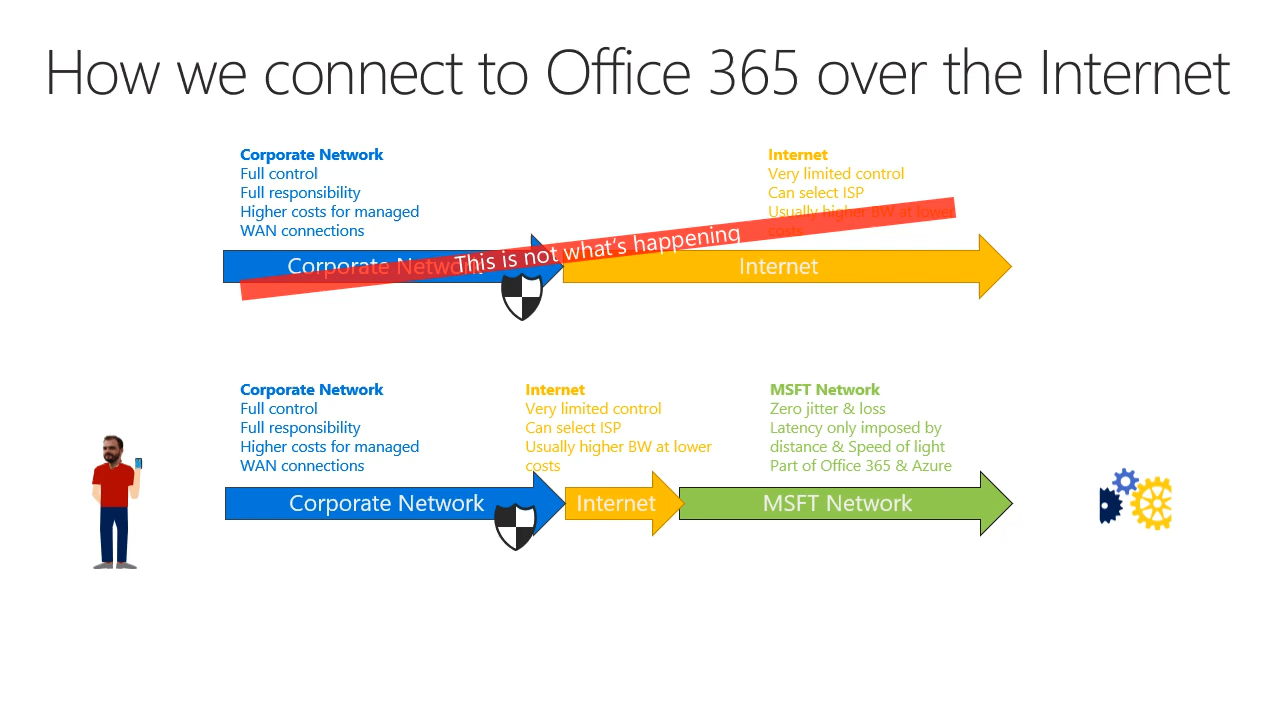 How we connect to Office 365 over the Internet
Corporate Network
Full control
Full responsibility
Higher costs for managed
WAN connections
Internet
Very limited control
Can select ISP
Usually higher BW at lower
costs
Corporate Network
This is not what's happening
Internet
Corporate Network
Full control
Full responsibility
Higher costs for managed
WAN connections
Internet
Very limited control
Can select ISP
Usually higher BW at lower
costs
MSFT Network
Zero jitter & loss
Latency only imposed by
distance & Speed of light
Part of Office 365 & Azure
Corporate Network
Internet
MSFT Network